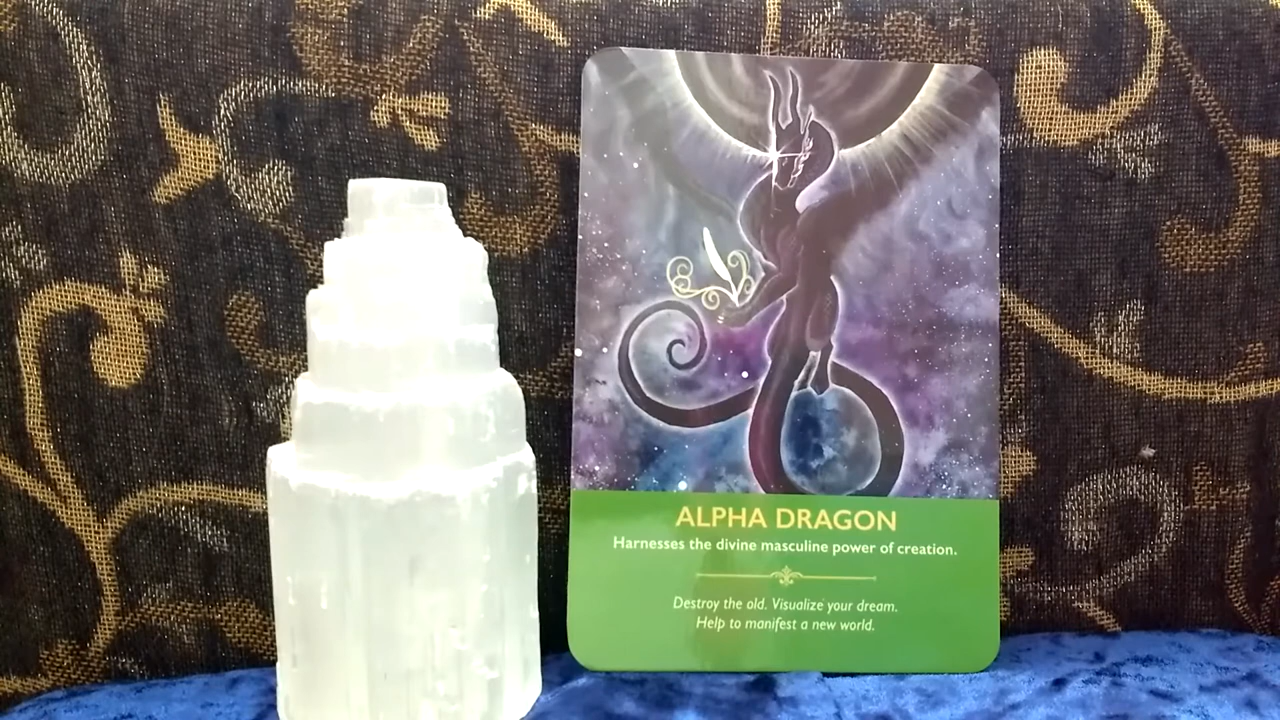 ALPHA DRAGON
Harnesses the divine masculine power of creation.
Destroy the old. Visualize your dream.
Help to manifest a new world.